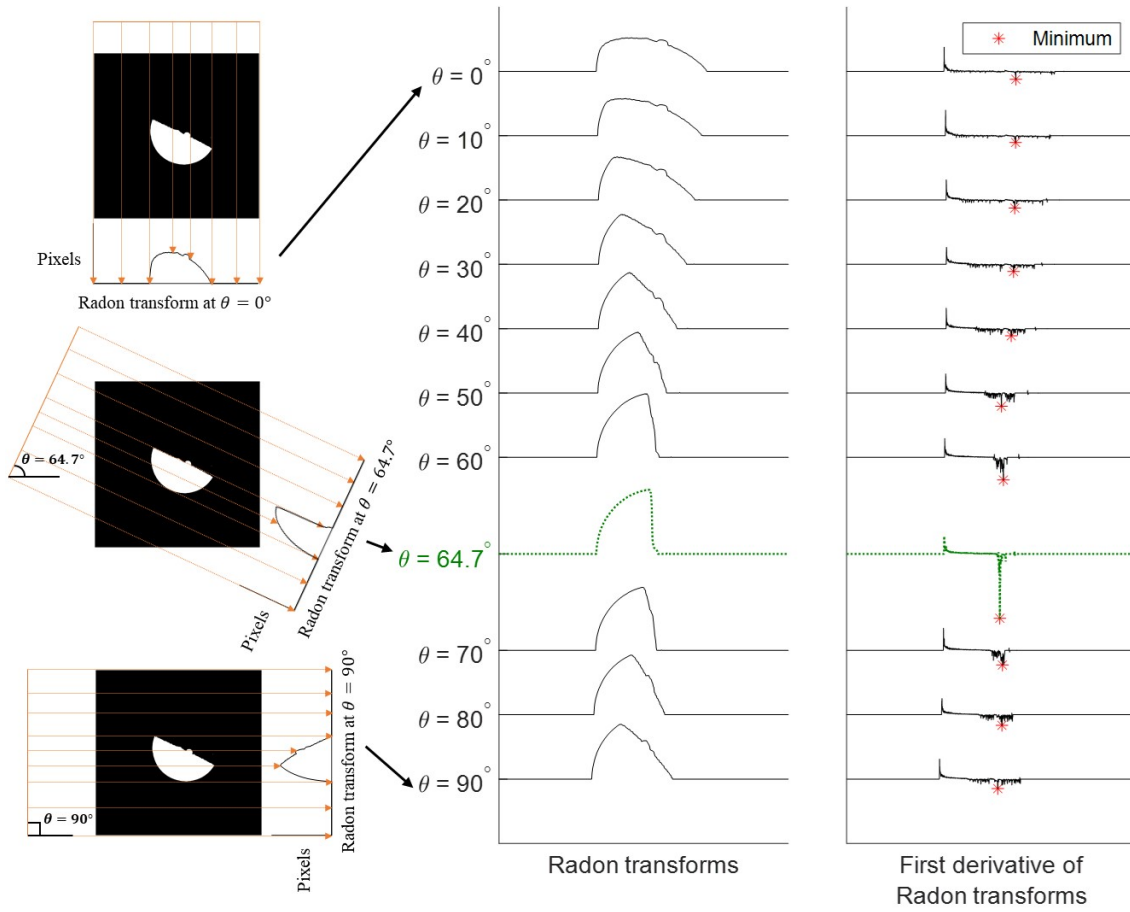 Pixels
Radon transform at θ = 0°
θ = 64.7°
Pixels
Radon transform at θ = 64.7°
θ = 90°
Pixels
Radon transform at θ = 90°
θ = 0°
θ = 10°
θ = 20°
θ = 30°
θ = 40°
θ = 50°
θ = 60°
θ = 64.7°
θ = 70°
θ = 80°
θ = 90°
Radon transforms
Minimum
First derivative of
Radon transforms